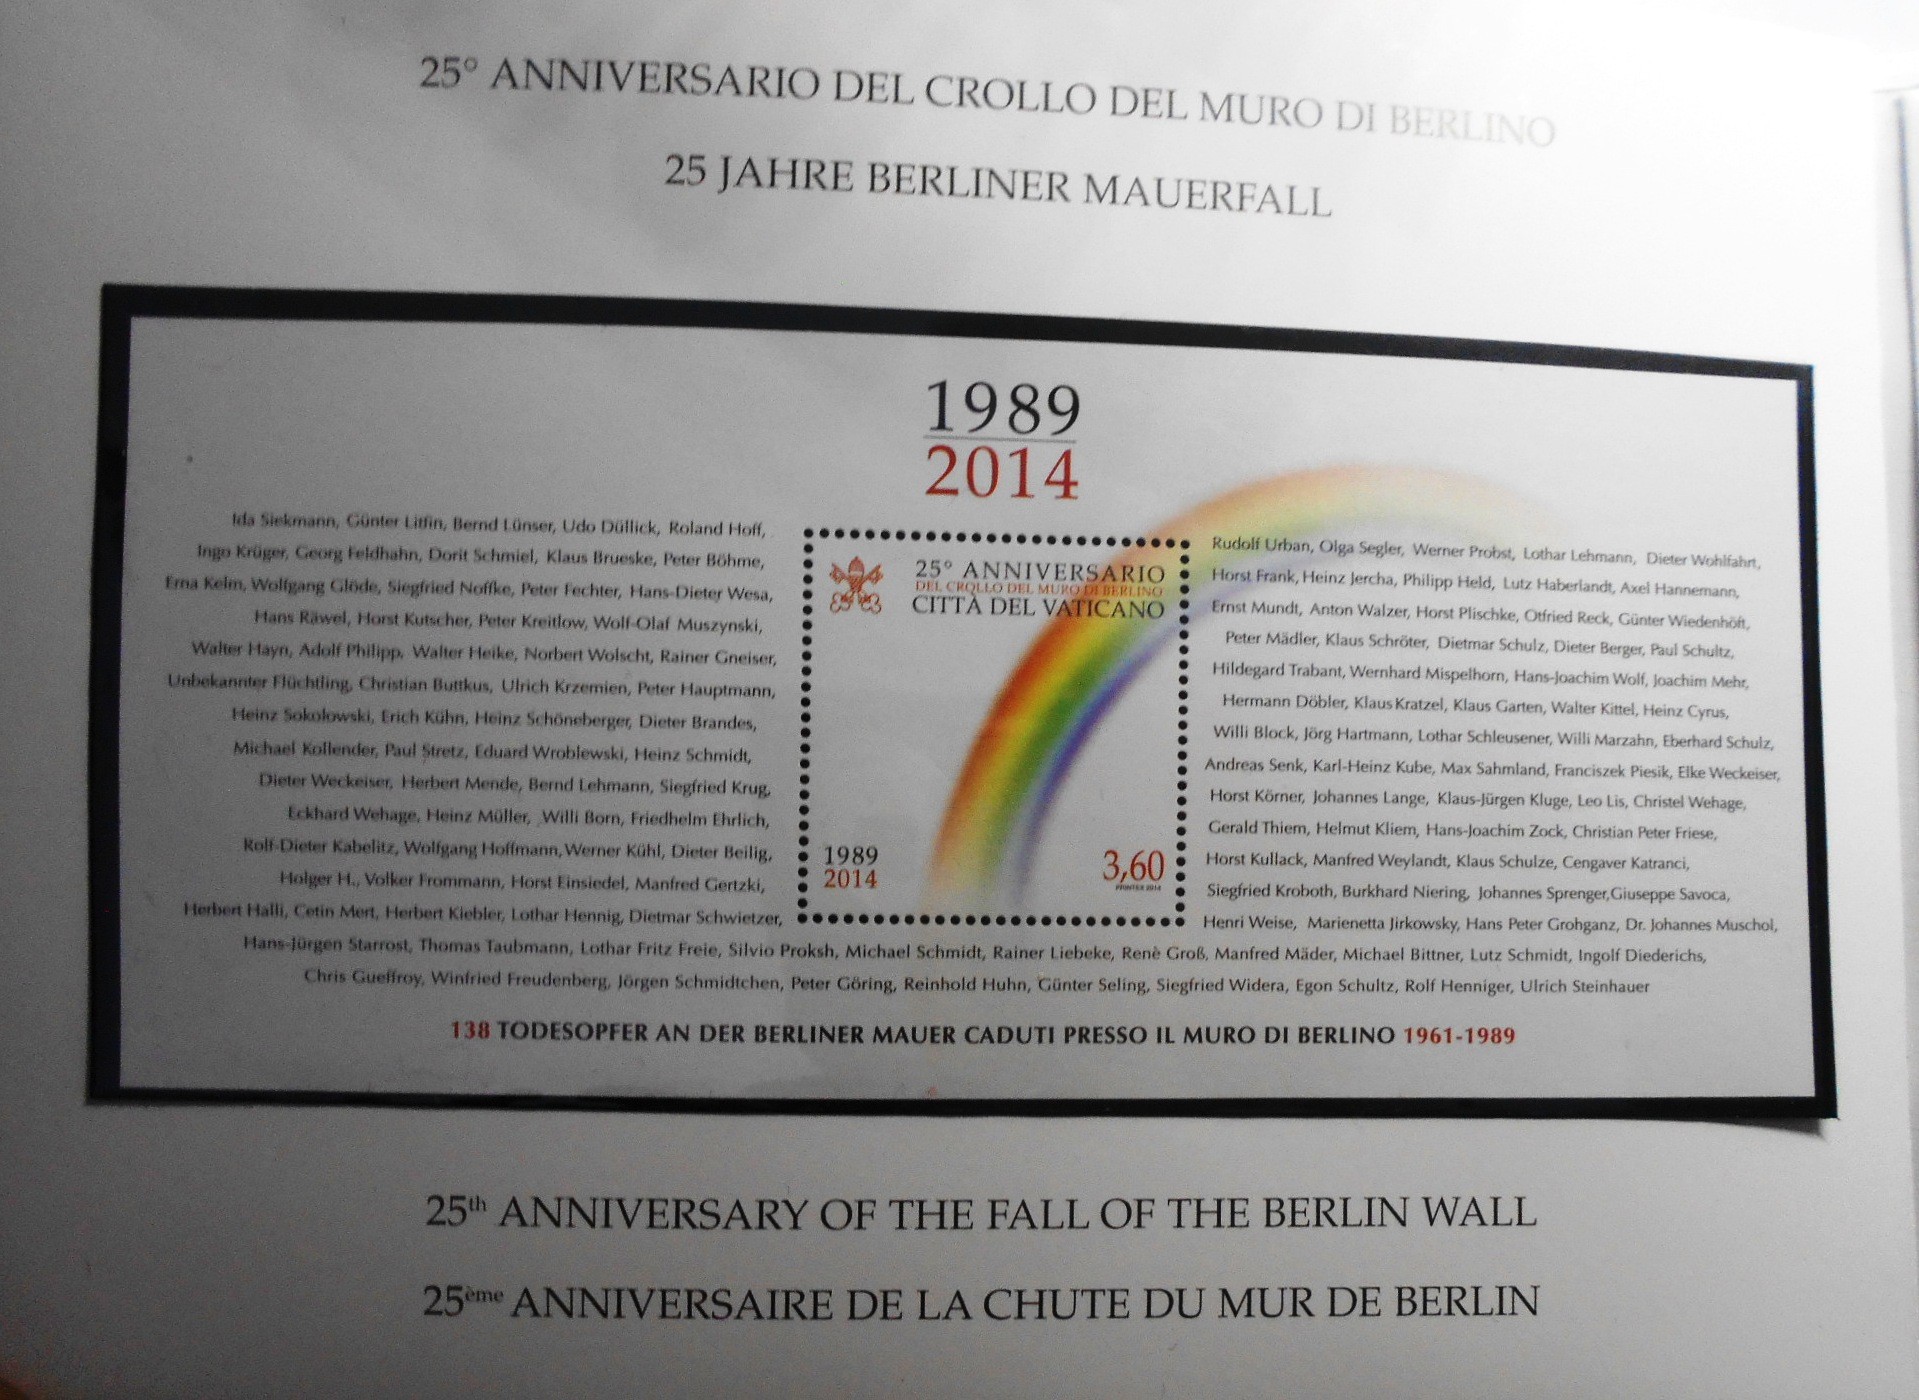 25° ANNIVERSARIO DEL CROLLO DEL MURO DI BERLINO
25 JAHRE BERLINER MAUERFALL
1989
2014
Ida Siekmann, Günter Litfin, Bernd Lünser, Udo Düllick, Roland Hoff,
Ingo Krüger, Georg Feldhahn, Dorit Schmiel, Klaus Brueske, Peter Böhme,
Erna Kelm, Wolfgang Glöde, Siegfried Noffke, Peter Fechter, Hans-Dieter Wesa,
Hans Räwel, Horst Kutscher, Peter Kreitlow, Wolf-Olaf Muszynski,
Walter Hayn, Adolf Philipp, Walter Heike, Norbert Wolscht, Rainer Gneiser,
Unbekannter Flüchtling, Christian Buttkus, Ulrich Krzemien, Peter Hauptmann,
Heinz Sokolowski, Erich Kühn, Heinz Schöneberger, Dieter Brandes,
Michael Kollender, Paul Stretz, Eduard Wroblewski, Heinz Schmidt,
Dieter Weckeiser, Herbert Mende, Bernd Lehmann, Siegfried Krug,
Eckhard Wehage, Heinz Müller, Willi Born, Friedhelm Ehrlich,
Rolf-Dieter Kabelitz, Wolfgang Hoffmann, Werner Kühl, Dieter Beilig,
Holger H., Volker Frommann, Horst Einsiedel, Manfred Gertzki,
Herbert Halli, Cetin Mert, Herbert Kiebler, Lothar Hennig, Dietmar Schwietzer,
25° ANNIVERSARIO
DEL CROLLO DEL MURO DI BERLINO
CITTÀ DEL VATICANO
1989
2014
3,60
PRINTEX 2014
Rudolf Urban, Olga Segler, Werner Probst, Lothar Lehmann, Dieter Wohlfahrt,
Horst Frank, Heinz Jercha, Philipp Held, Lutz Haberlandt, Axel Hannemann,
Ernst Mundt, Anton Walzer, Horst Plischke, Otfried Reck, Günter Wiedenhöft,
Peter Mädler, Klaus Schröter, Dietmar Schulz, Dieter Berger, Paul Schultz,
Hildegard Trabant, Wernhard Mispelhorn, Hans-Joachim Wolf, Joachim Mehr,
Hermann Döbler, Klaus Kratzel, Klaus Garten, Walter Kittel, Heinz Cyrus,
Willi Block, Jörg Hartmann, Lothar Schleusener, Willi Marzahn, Eberhard Schulz,
Andreas Senk, Karl-Heinz Kube, Max Sahmland, Franciszek Piesik, Elke Weckeiser,
Horst Körner, Johannes Lange, Klaus-Jürgen Kluge, Leo Lis, Christel Wehage,
Gerald Thiem, Helmut Kliem, Hans-Joachim Zock, Christian Peter Friese,
Horst Kullack, Manfred Weylandt, Klaus Schulze, Cengaver Katranci,
Siegfried Kroboth, Burkhard Niering, Johannes Sprenger,Giuseppe Savoca,
Henri Weise, Marienetta Jirkowsky, Hans Peter Grohganz, Dr. Johannes Muschol,
Hans-Jürgen Starrost, Thomas Taubmann, Lothar Fritz Freie, Silvio Proksh, Michael Schmidt, Rainer Liebeke, Renè Groß, Manfred Mäder, Michael Bittner, Lutz Schmidt, Ingolf Diederichs,
Chris Gueffroy, Winfried Freudenberg, Jörgen Schmidtchen, Peter Göring, Reinhold Huhn, Günter Seling, Siegfried Widera, Egon Schultz, Rolf Henniger, Ulrich Steinhauer
138 TODESOPFER AN DER BERLINER MAUER CADUTI PRESSO IL MURO DI BERLINO 1961-1989
25th ANNIVERSARY OF THE FALL OF THE BERLIN WALL
25ème ANNIVERSAIRE DE LA CHUTE DU MUR DE BERLIN